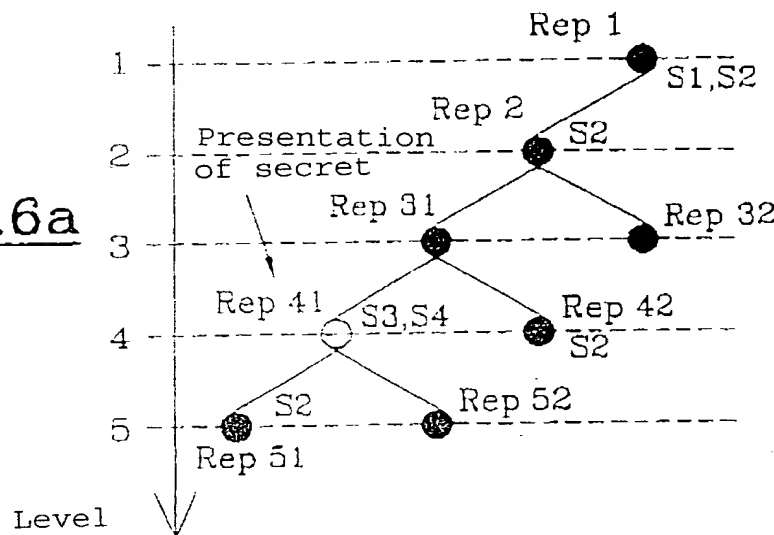 Rep 1
1
S1,S2
Rep 2
S2
Presentation
of secret
2
.6a
Rep 31
Rep 32
3
Rep 41
S3,S4
Rep 42
4
S2
S2
Rep 52
5
Rep 51
Level